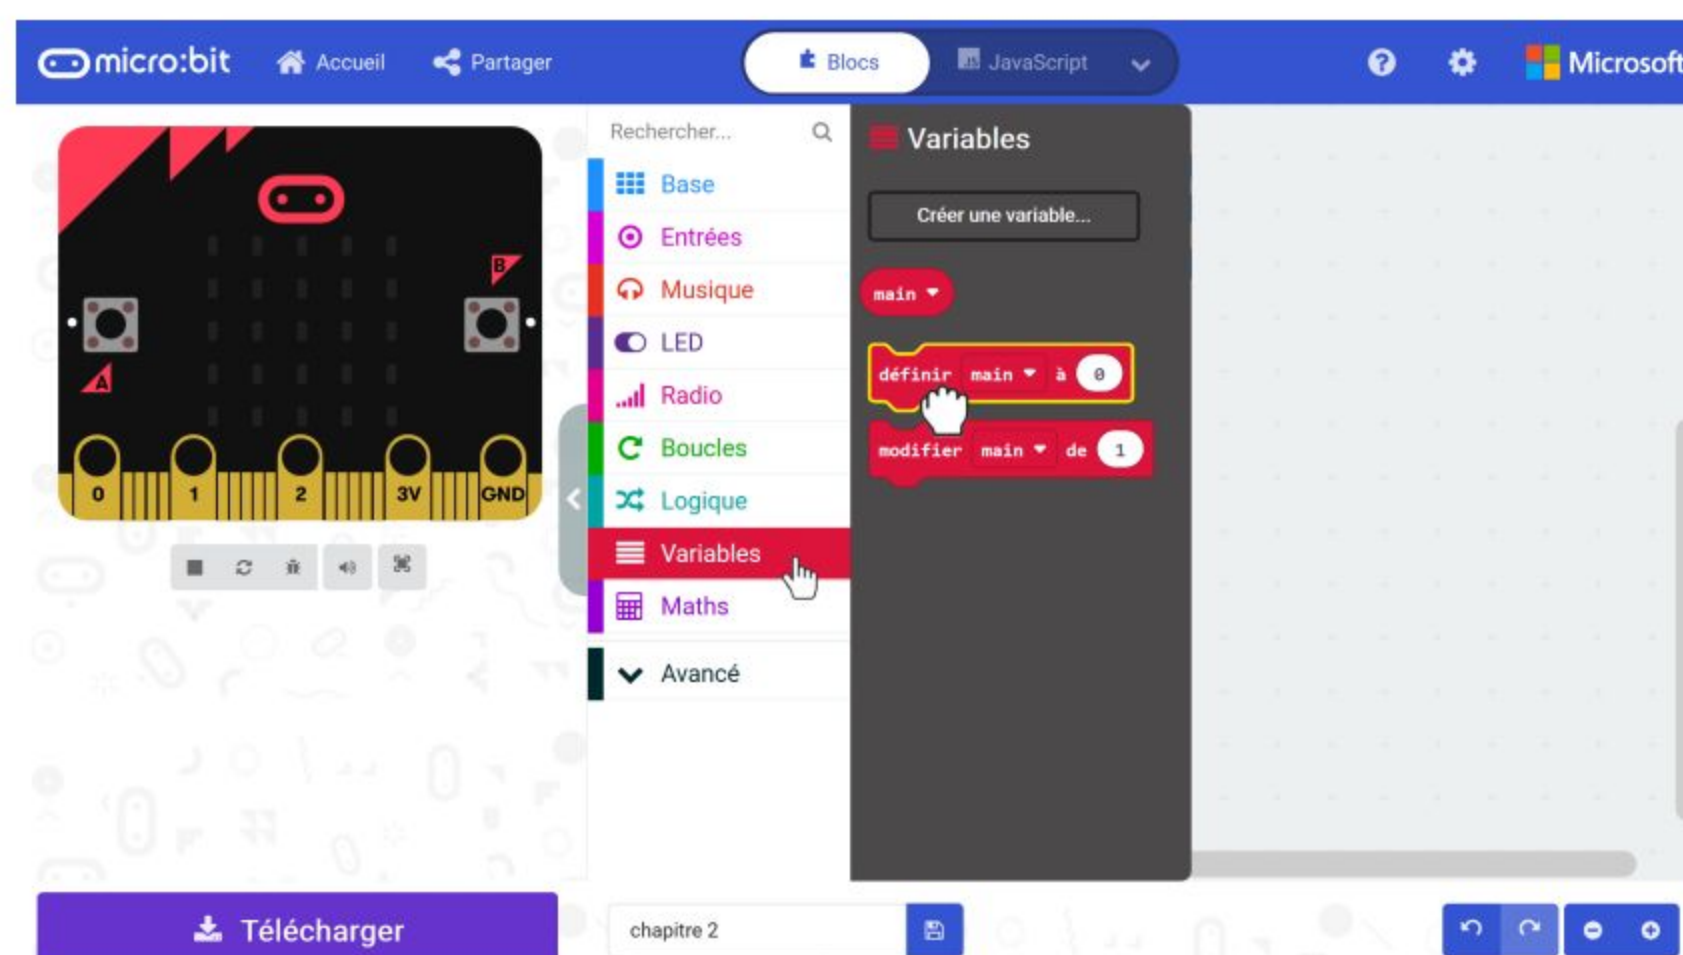 micro:bit Accueil Partager Blocs JavaScript Microsoft
Rechercher...
Base
Entrées
Musique
LED
Radio
Boucles
Logique
Variables
Maths
Avancé
Variables
Créer une variable...
main
définir main à 0
modifier main de 1
B
A
0 1 2 3V GND
Télécharger
chapitre 2